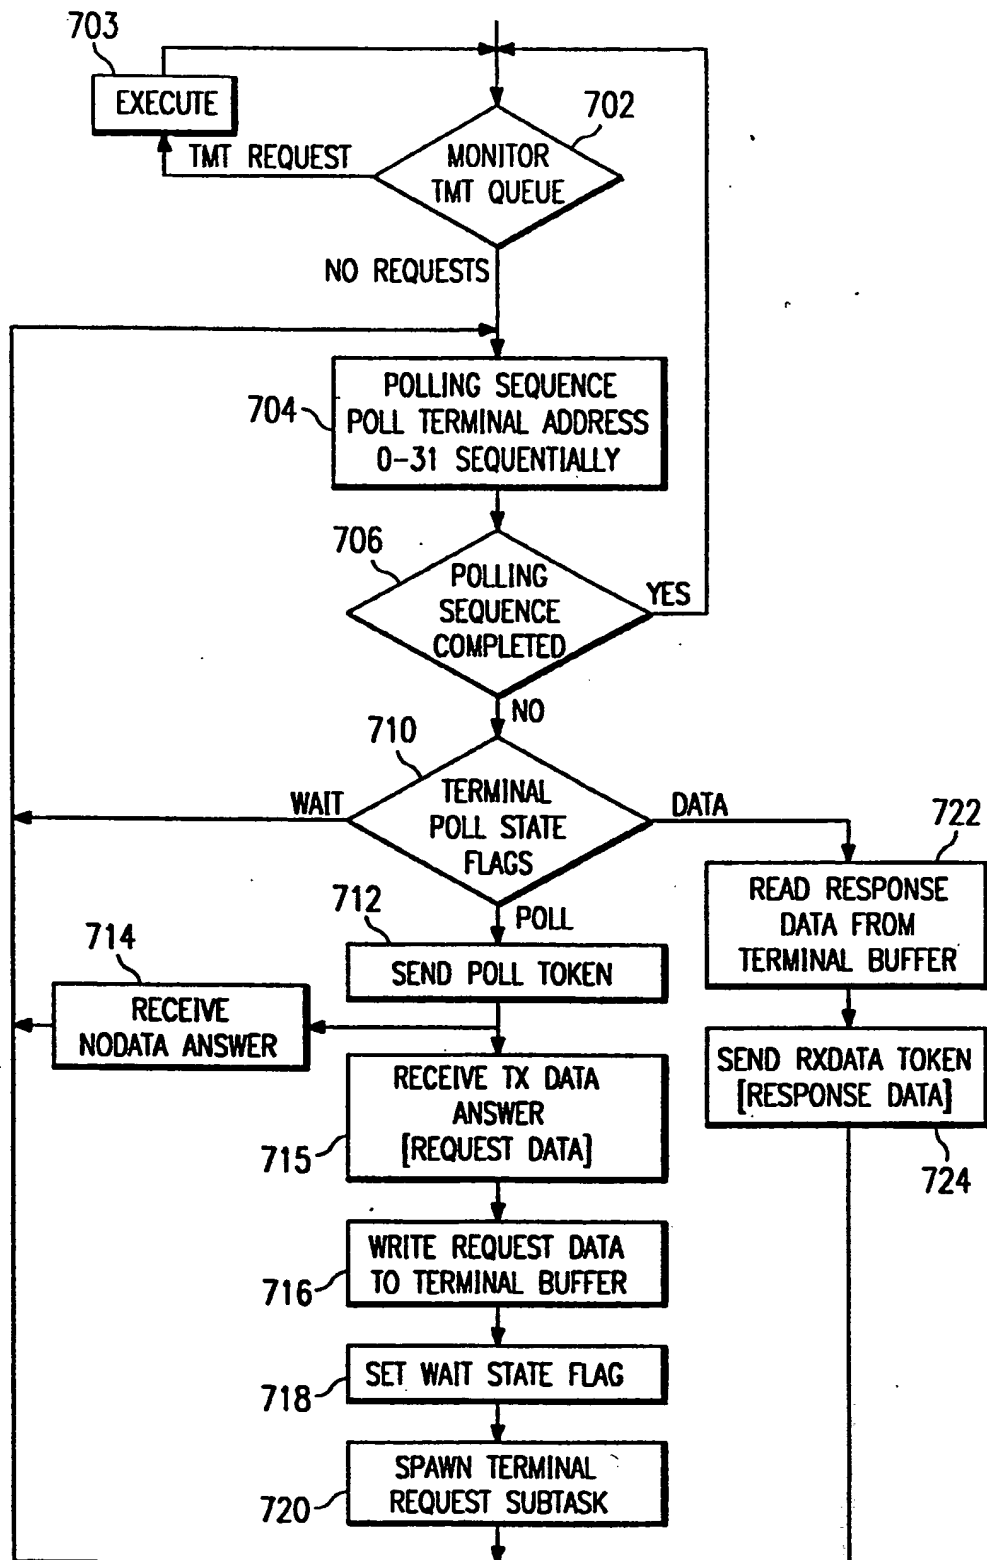 703
EXECUTE
702
TMT REQUEST
MONITOR
TMT QUEUE
NO REQUESTS
704
POLLING SEQUENCE
POLL TERMINAL ADDRESS
0-31 SEQUENTIALLY
706
POLLING
SEQUENCE
COMPLETED
YES
NO
710
WAIT
TERMINAL
POLL STATE
FLAGS
DATA
722
READ RESPONSE
DATA FROM
TERMINAL BUFFER
POLL
712
SEND POLL TOKEN
714
RECEIVE
NODATA ANSWER
RECEIVE TX DATA
ANSWER
[REQUEST DATA]
715
SEND RXDATA TOKEN
[RESPONSE DATA]
724
WRITE REQUEST DATA
TO TERMINAL BUFFER
716
SET WAIT STATE FLAG
718
SPAWN TERMINAL
REQUEST SUBTASK
720